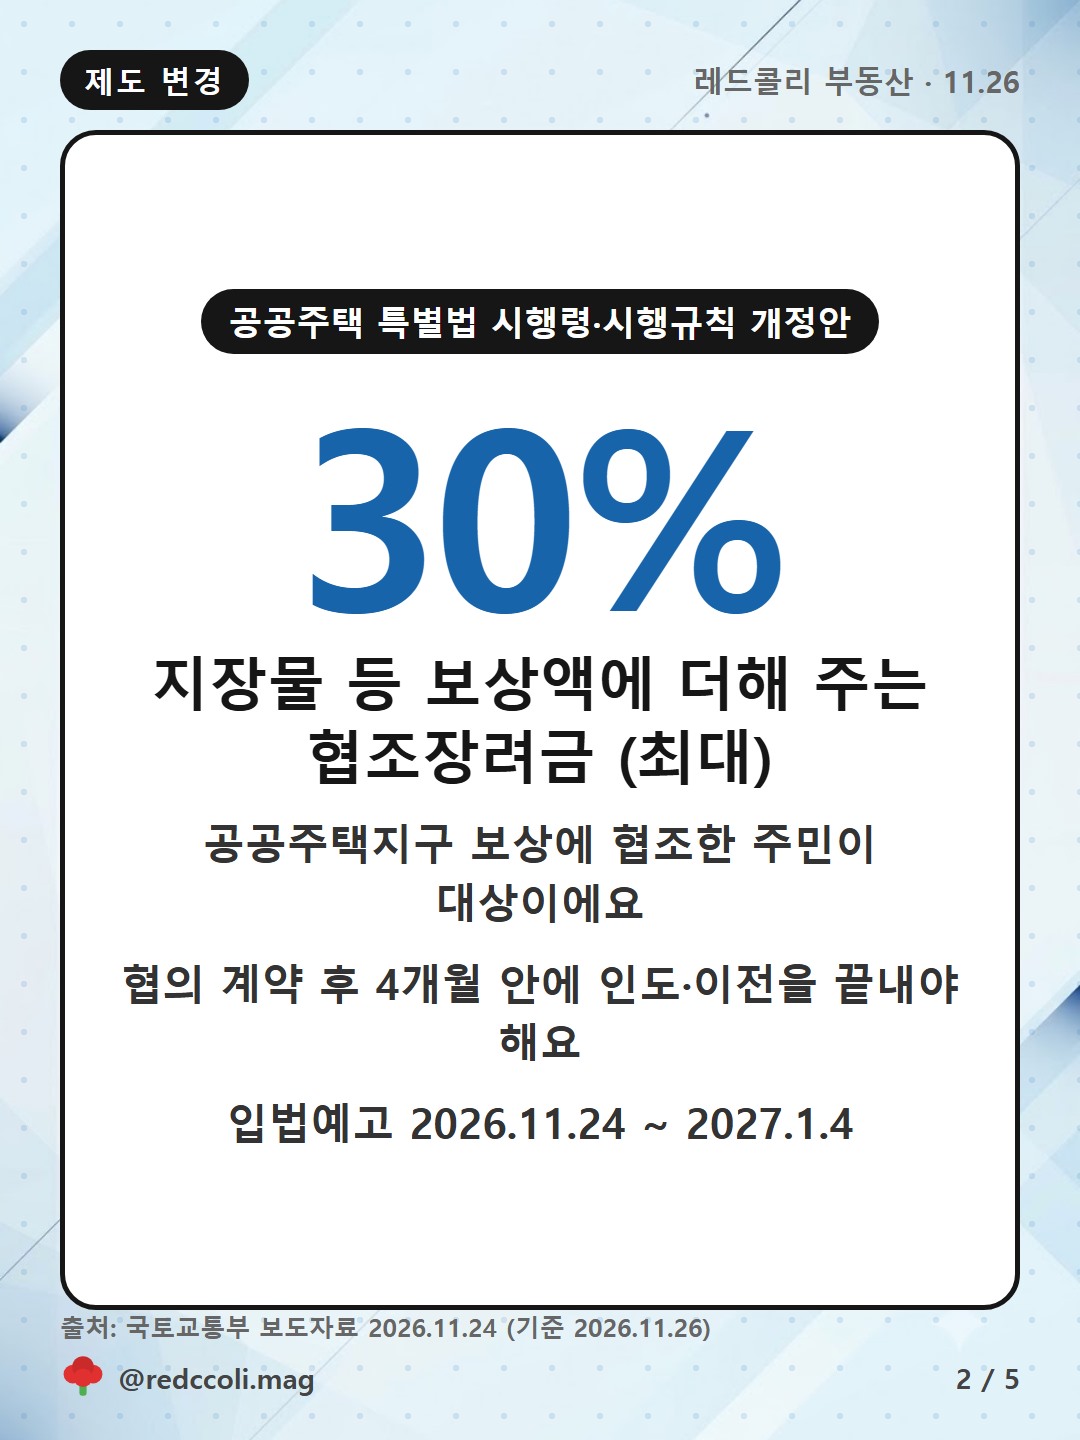 제도 변경
레드콜리 부동산 · 11.26
공공주택 특별법 시행령·시행규칙 개정안
30%
지장물 등 보상액에 더해 주는
협조장려금 (최대)
공공주택지구 보상에 협조한 주민이
대상이에요
협의 계약 후 4개월 안에 인도·이전을 끝내야
해요
입법예고 2026.11.24 ~ 2027.1.4
출처: 국토교통부 보도자료 2026.11.24 (기준 2026.11.26)
@redccoli.mag
2 / 5